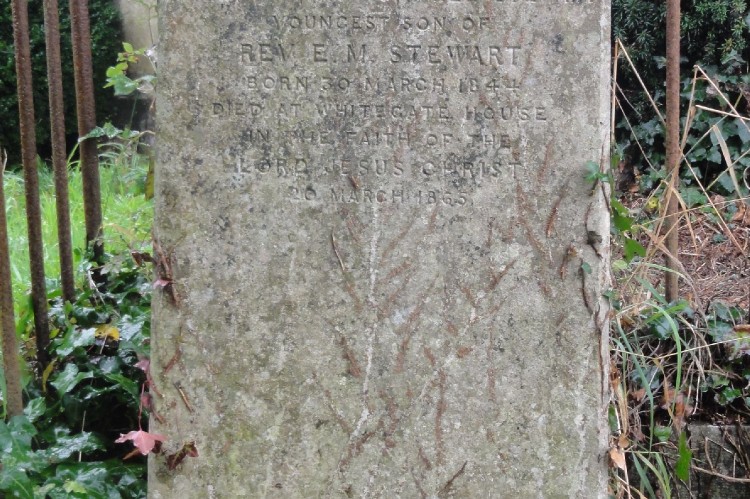 YOUNGEST SON OF
REV. E. M. STEWART
BORN 30 MARCH 1844
DIED AT WHITEGATE HOUSE
IN THE FAITH OF THE
LORD JESUS CHRIST
20 MARCH 1865